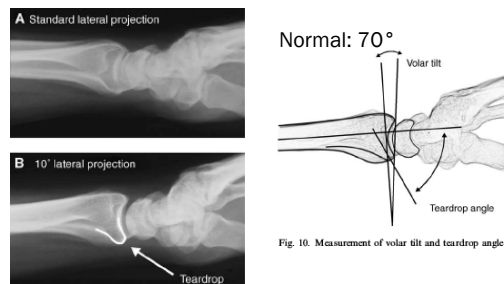 A Standard lateral projection
B 10° lateral projection
Teardrop
Normal: 70°
Volar tilt
Teardrop angle
Fig. 10. Measurement of volar tilt and teardrop angle